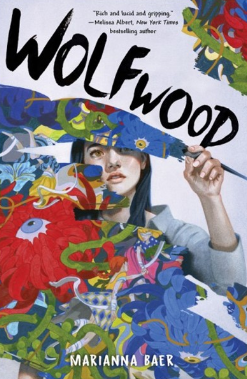 WOLFWOOD
"Rich and lucid and gripping."
—Melissa Albert, New York Times
bestselling author
MARIANNA BAER